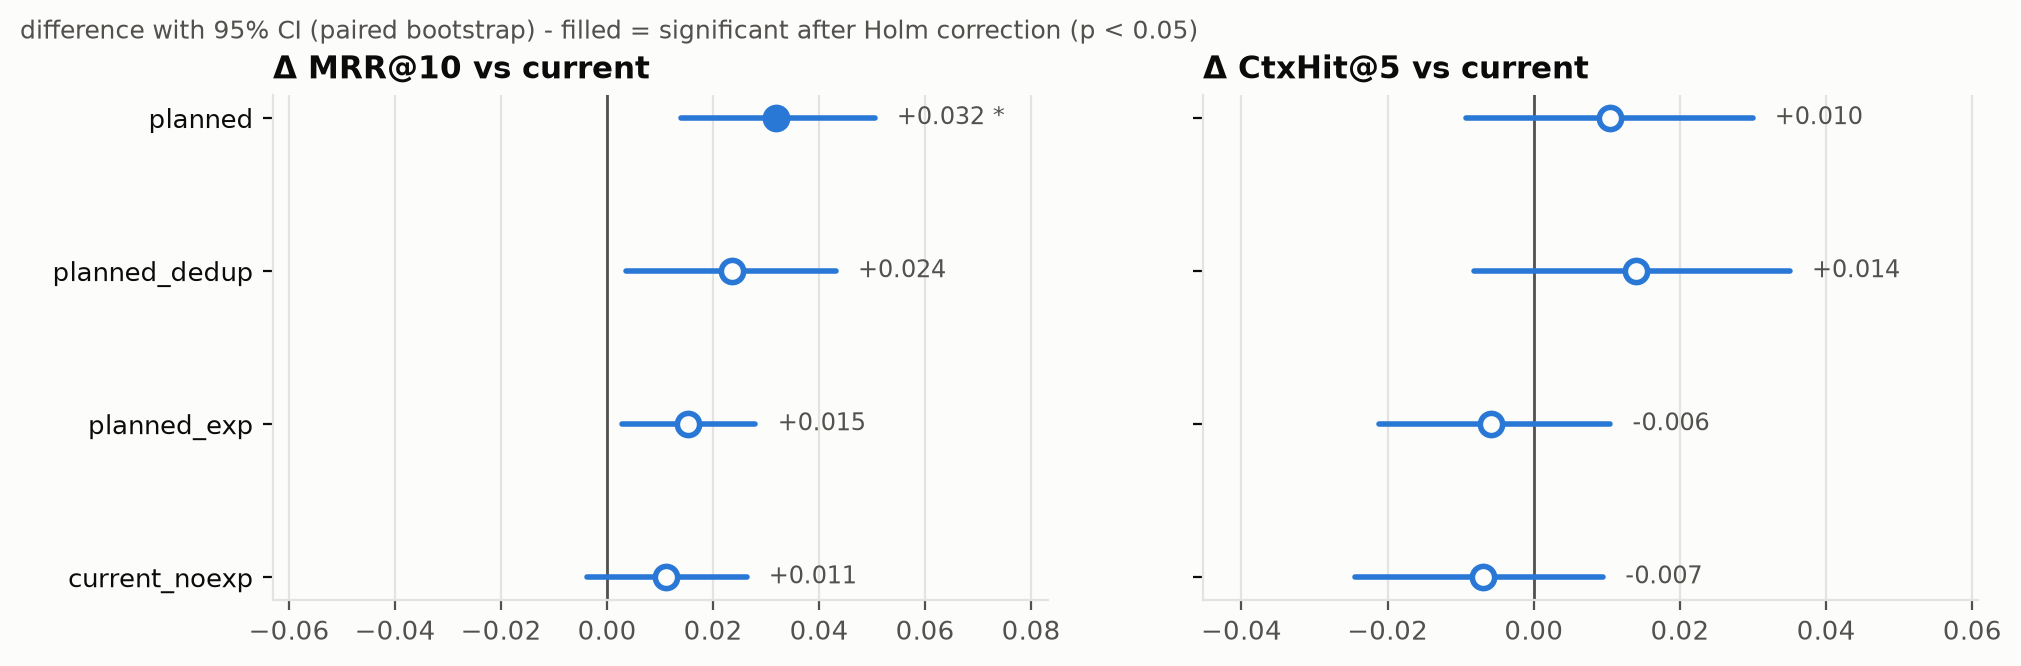 difference with 95% CI (paired bootstrap) - filled = significant after Holm correction (p < 0.05)
Δ MRR@10 vs current
Δ CtxHit@5 vs current
planned
+0.032 *
+0.010
planned_dedup
+0.024
+0.014
planned_exp
+0.015
-0.006
current_noexp
+0.011
-0.007
−0.06 −0.04 −0.02 0.00 0.02 0.04 0.06 0.08
−0.04 −0.02 0.00 0.02 0.04 0.06